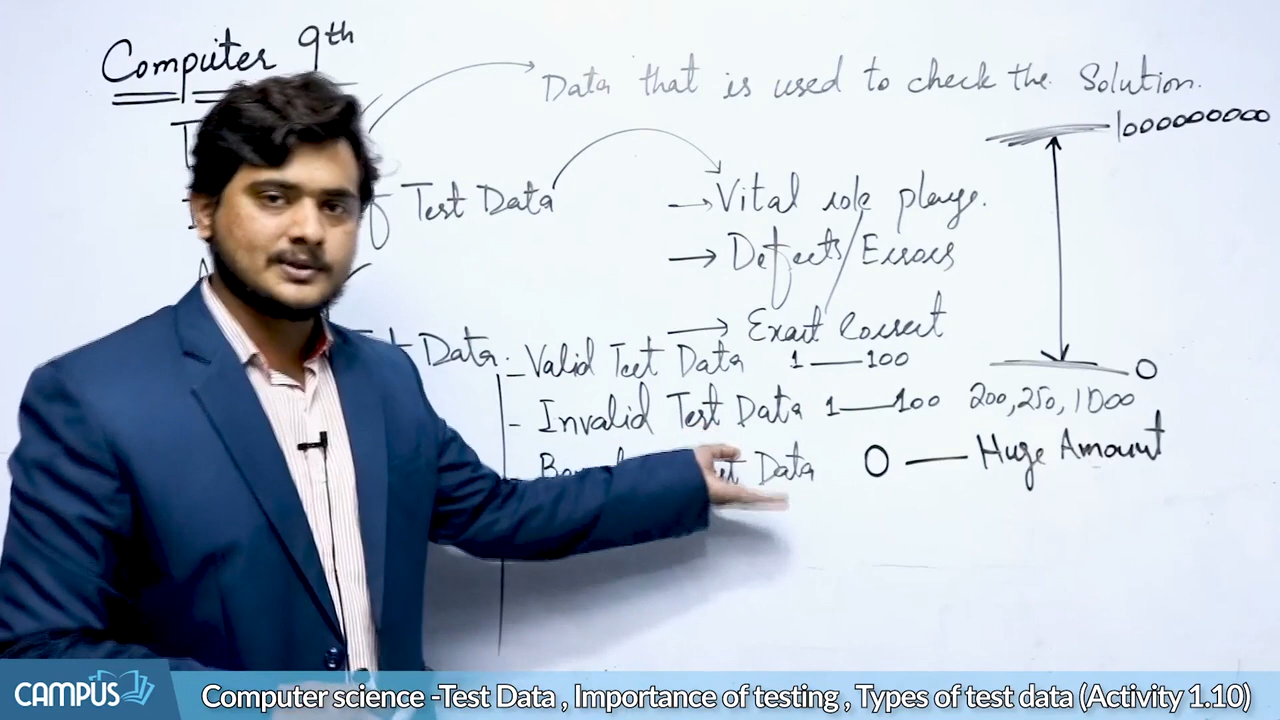 Computer 9th
Data that is used to check the Solution.
1000000000
Test Data
→ Vital role plays.
→ Defects/Errors
→ Exact Correct
Data
- Valid Test Data 1—100
0
- Invalid Test Data 1—100 200, 250, 1000
Data 0 — Huge Amount
CAMPUS
Computer science -Test Data , Importance of testing , Types of test data (Activity 1.10)